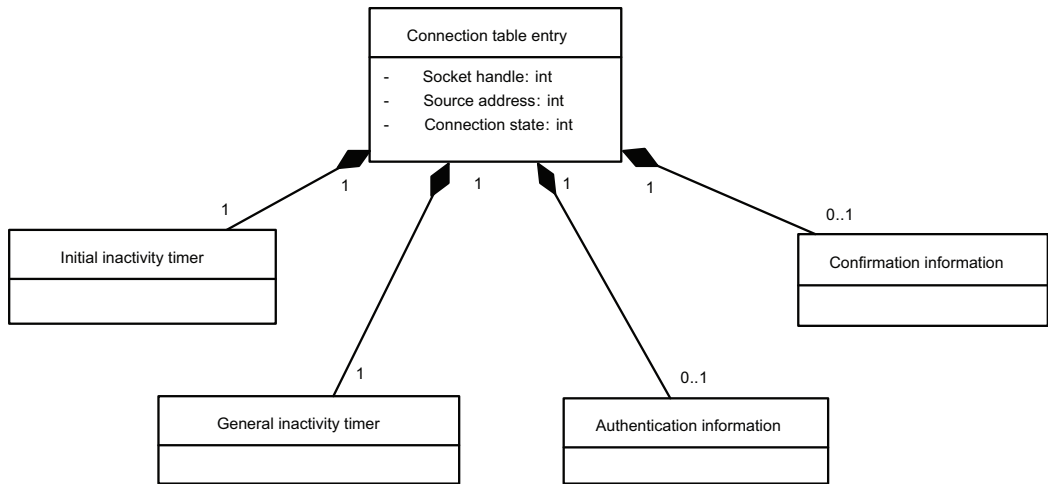 Connection table entry
- Socket handle: int
- Source address: int
- Connection state: int
1
1
1
1
1
0..1
Initial inactivity timer
Confirmation information
1
0..1
General inactivity timer
Authentication information